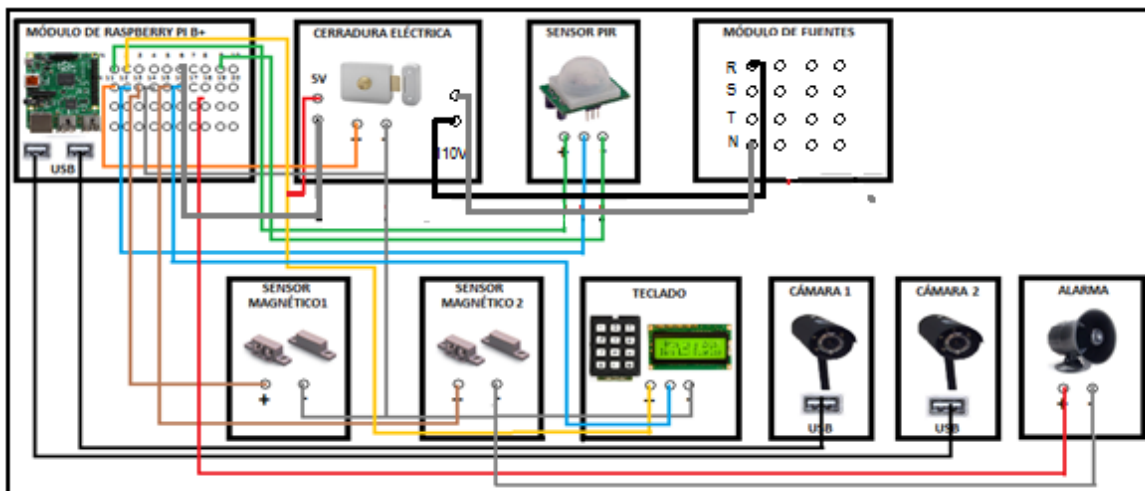 MÓDULO DE RASPBERRY PI B+
CERRADURA ELÉCTRICA
SENSOR PIR
MÓDULO DE FUENTES
5V
110V
R
S
T
N
USB
+
-
SENSOR
MAGNÉTICO1
SENSOR
MAGNÉTICO 2
TECLADO
CÁMARA 1
CÁMARA 2
ALARMA
+
-
USB
USB
+
-